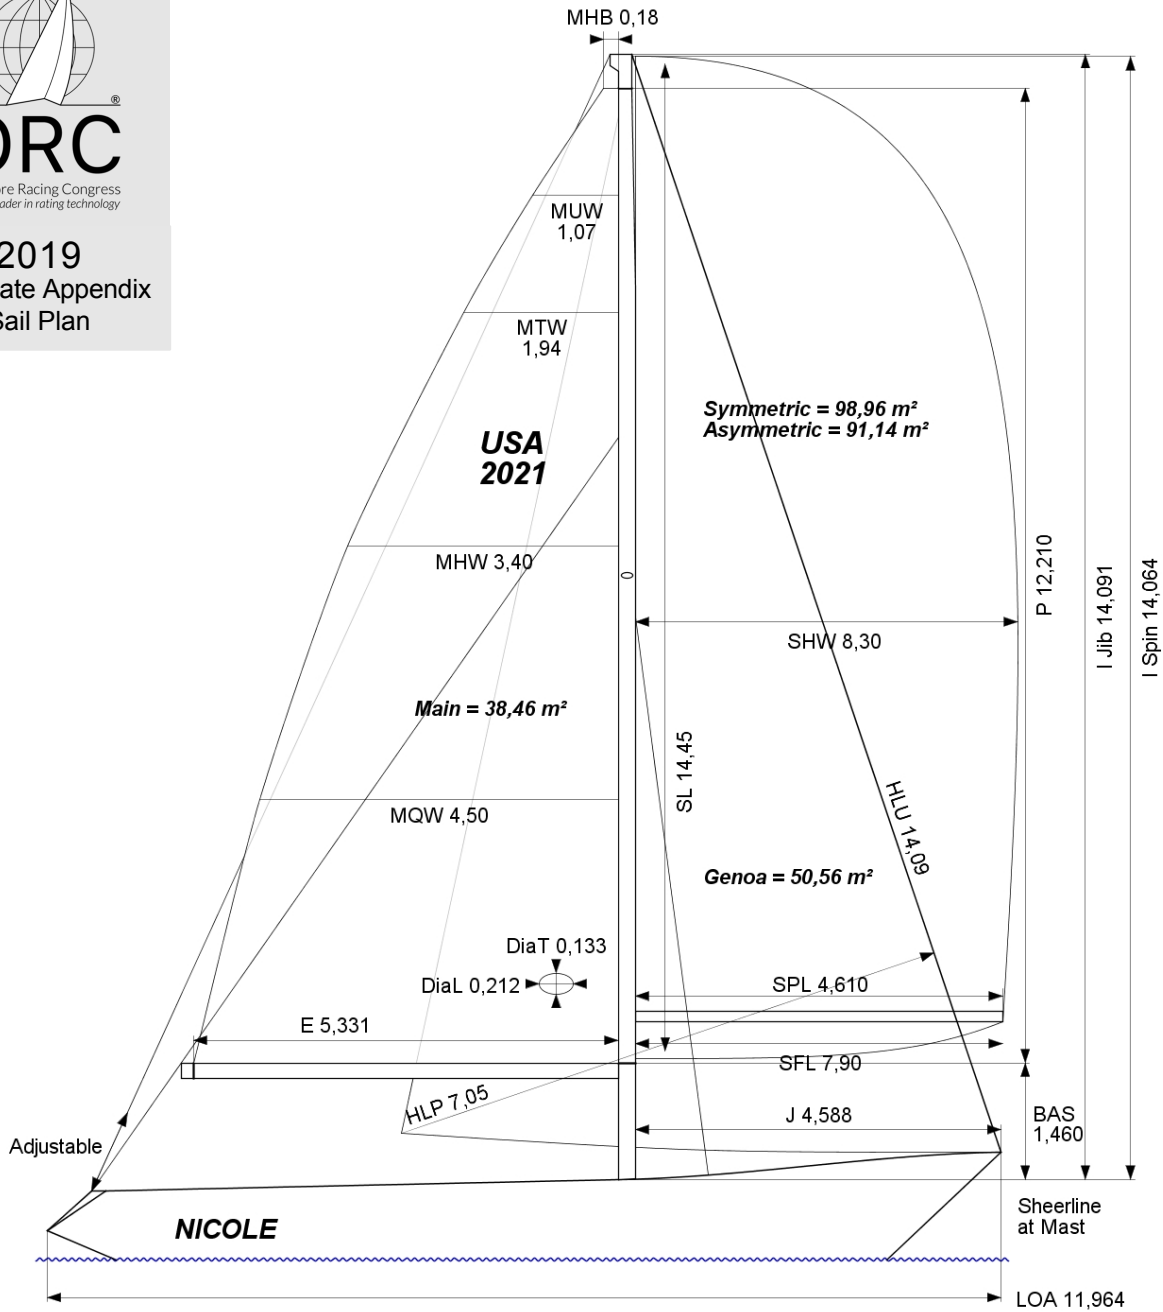 MHB 0,18
®
ORC
ore Racing Congress
ader in rating technology
2019
ate Appendix
Sail Plan
MUW
1,07
MTW
1,94
USA
2021
Symmetric = 98,96 m²
Asymmetric = 91,14 m²
MHW 3,40
P 12,210
I Jib 14,091
I Spin 14,064
SHW 8,30
Main = 38,46 m²
SL 14,45
MQW 4,50
HLU 14,09
Genoa = 50,56 m²
DiaT 0,133
DiaL 0,212
SPL 4,610
E 5,331
SFL 7,90
HLP 7,05
J 4,588
BAS
1,460
Adjustable
NICOLE
Sheerline
at Mast
LOA 11,964